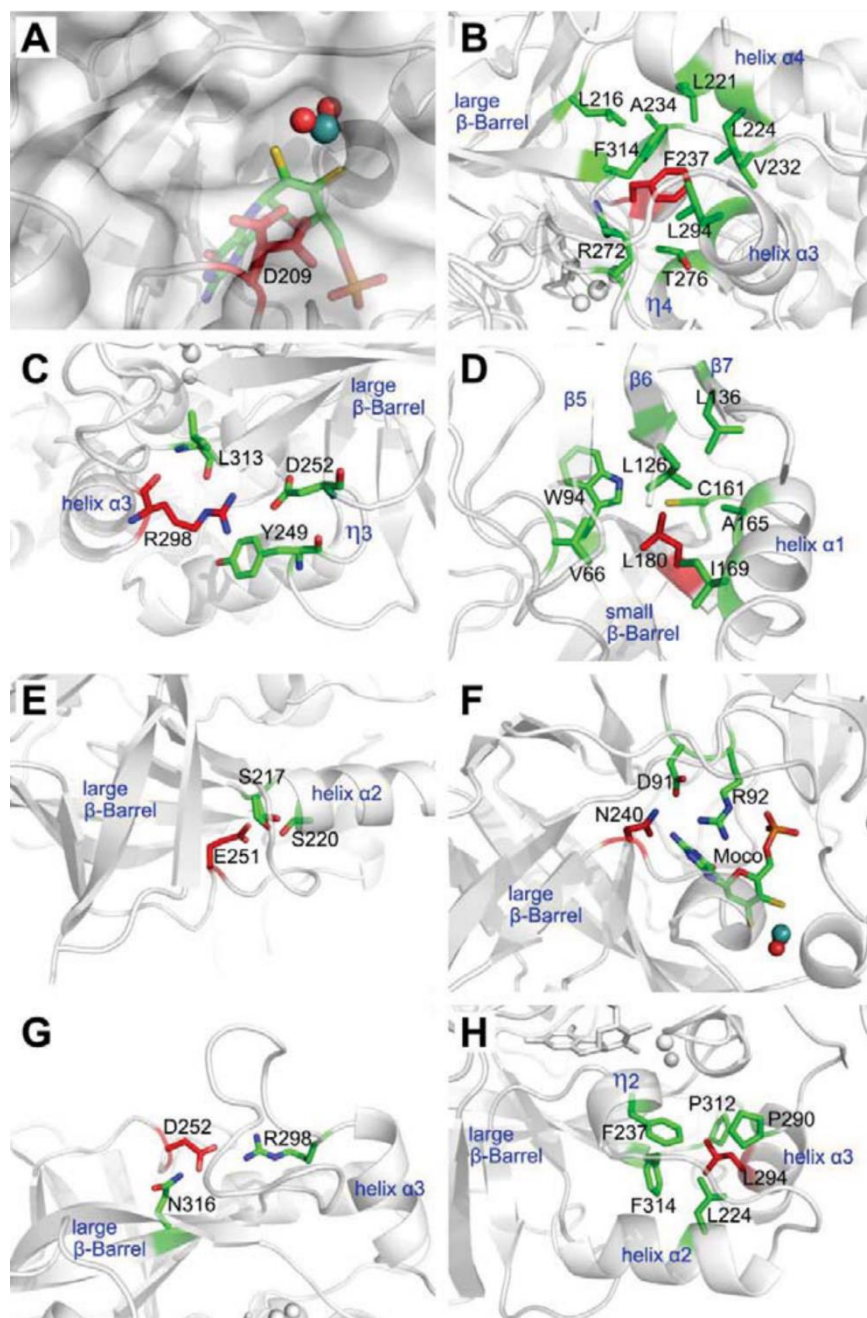 A
D209
B
helix α4
large
β-Barrel
L216
A234
L221
L224
F314
F237
V232
L294
R272
helix α3
T276
η4
C
large
β-Barrel
L313
D252
helix α3
R298
Y249
η3
D
β7
β6
β5
L136
L126
C161
W94
A165
helix α1
L180
I169
V66
small
β-Barrel
E
S217
helix α2
large
β-Barrel
S220
E251
F
D91
R92
N240
Moco
large
β-Barrel
G
D252
R298
helix α3
N316
large
β-Barrel
H
η2
P312
P290
large
β-Barrel
F237
helix α3
L294
F314
L224
helix α2